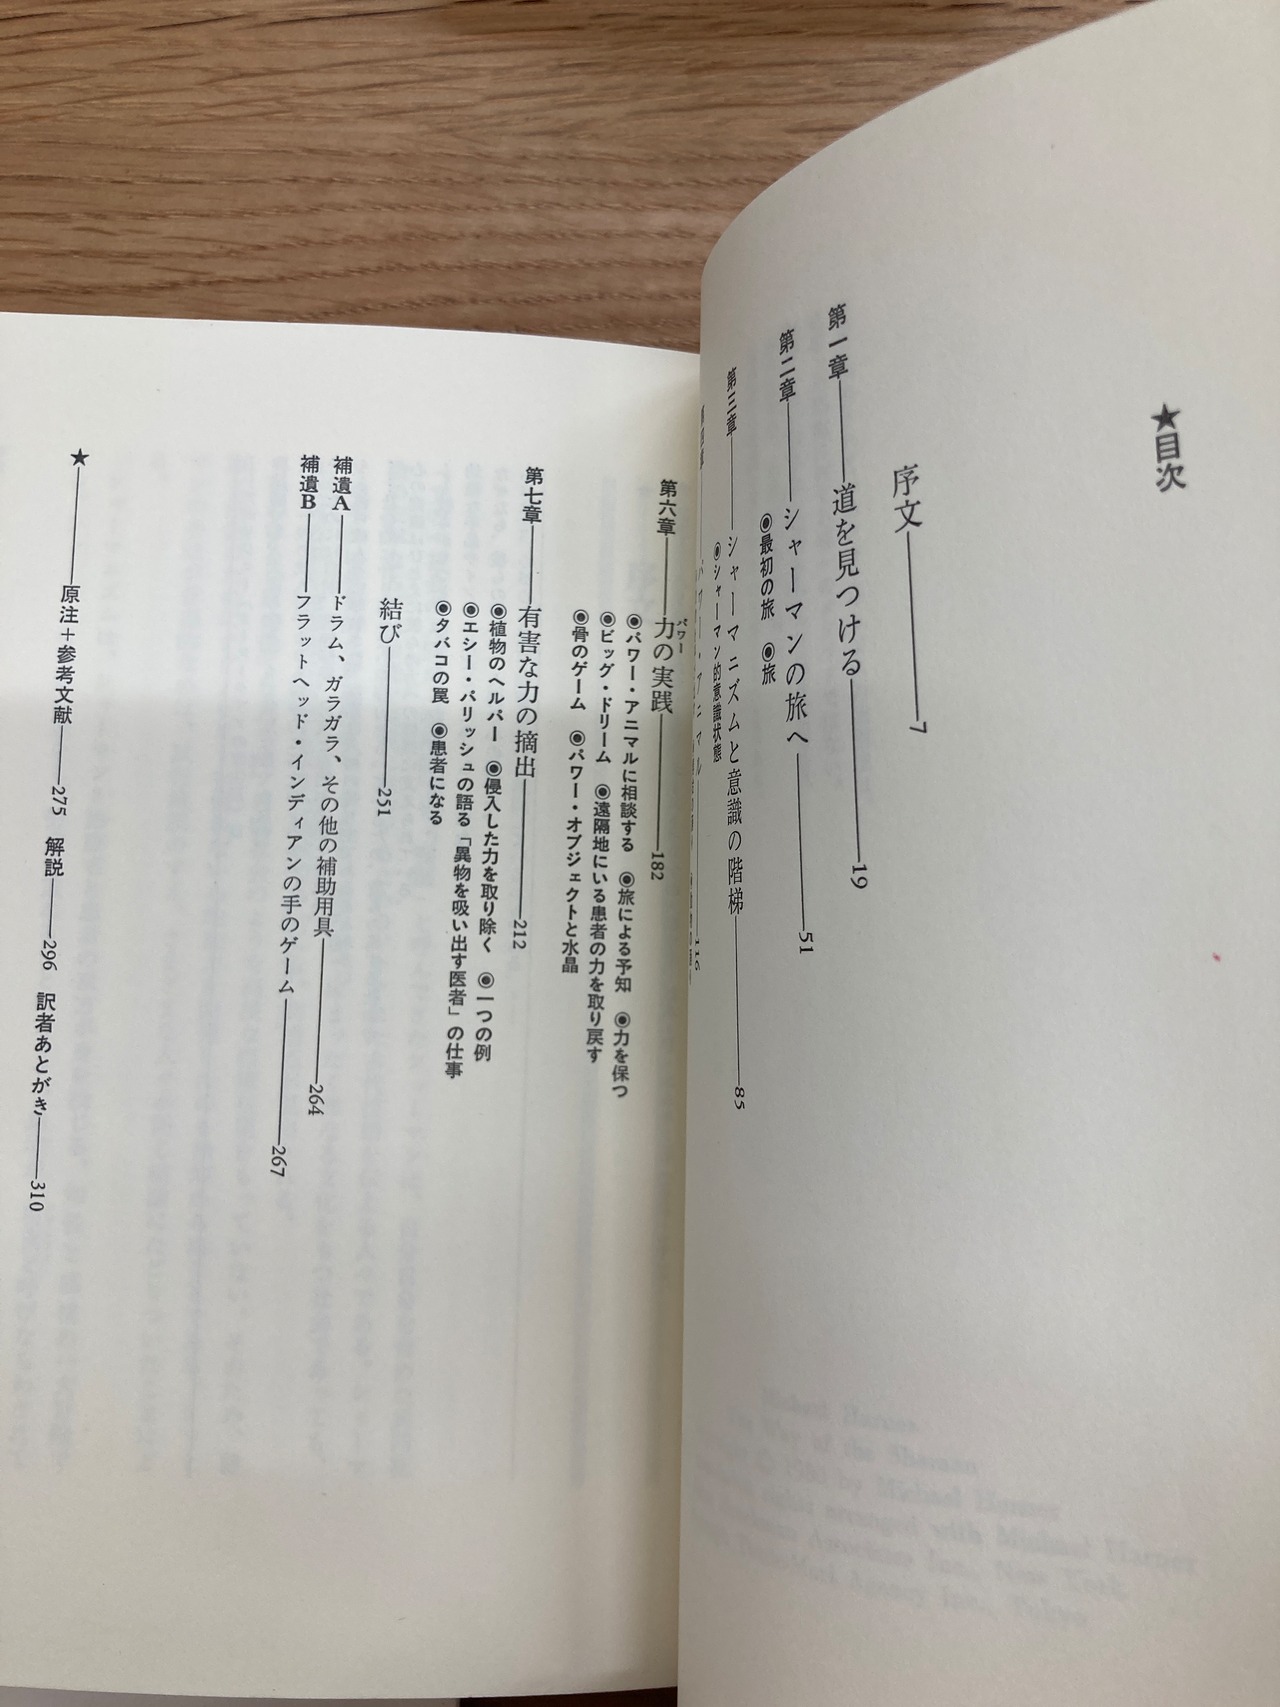 ★目次
序文――7
第一章――道を見つける――19
第二章――シャーマンの旅へ――51
◉最初の旅 ◉旅
第三章――シャーマニズムと意識の階梯――85
◉シャーマン的意識状態
第四章――パワー・アニマル――116
第六章――力の実践――182
パワー
◉パワー・アニマルに相談する ◉旅による予知 ◉力を保つ
◉ビッグ・ドリーム ◉遠隔地にいる患者の力を取り戻す
◉骨のゲーム ◉パワー・オブジェクトと水晶
第七章――有害な力の摘出――212
◉植物のヘルパー ◉侵入した力を取り除く ◉一つの例
◉エシー・パリッシュの語る「異物を吸い出す医者」の仕事
◉タバコの罠 ◉患者になる
結び――251
補遺A――ドラム、ガラガラ、その他の補助用具――264
補遺B――フラットヘッド・インディアンの手のゲーム――267
★――原注+参考文献――275 解説――296 訳者あとがき――310